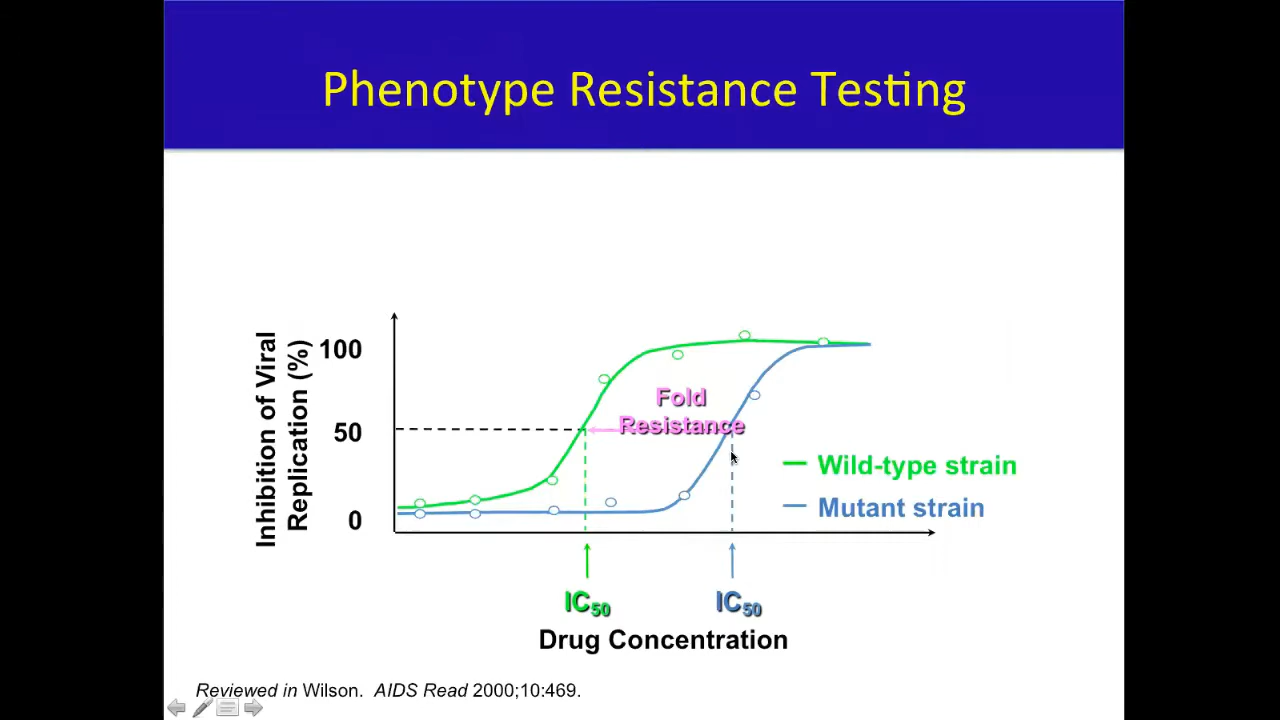 Phenotype Resistance Testing
Inhibition of Viral
Replication (%)
100
50
0
Fold
Resistance
Wild-type strain
Mutant strain
IC50
IC50
Drug Concentration
Reviewed in Wilson. AIDS Read 2000;10:469.